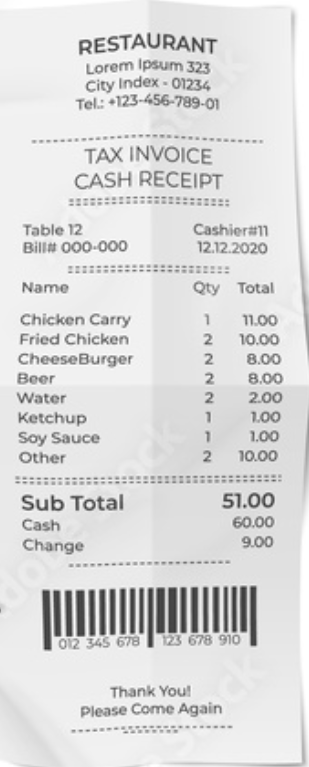 RESTAURANT
Lorem Ipsum 323
City Index - 01234
Tel.: +123-456-789-01
TAX INVOICE
CASH RECEIPT
Table 12 Cashier#11
Bill# 000-000 12.12.2020
Name Qty Total
Chicken Carry 1 11.00
Fried Chicken 2 10.00
CheeseBurger 2 8.00
Beer 2 8.00
Water 2 2.00
Ketchup 1 1.00
Soy Sauce 1 1.00
Other 2 10.00
Sub Total 51.00
Cash 60.00
Change 9.00
012 345 678 123 678 910
Thank You!
Please Come Again